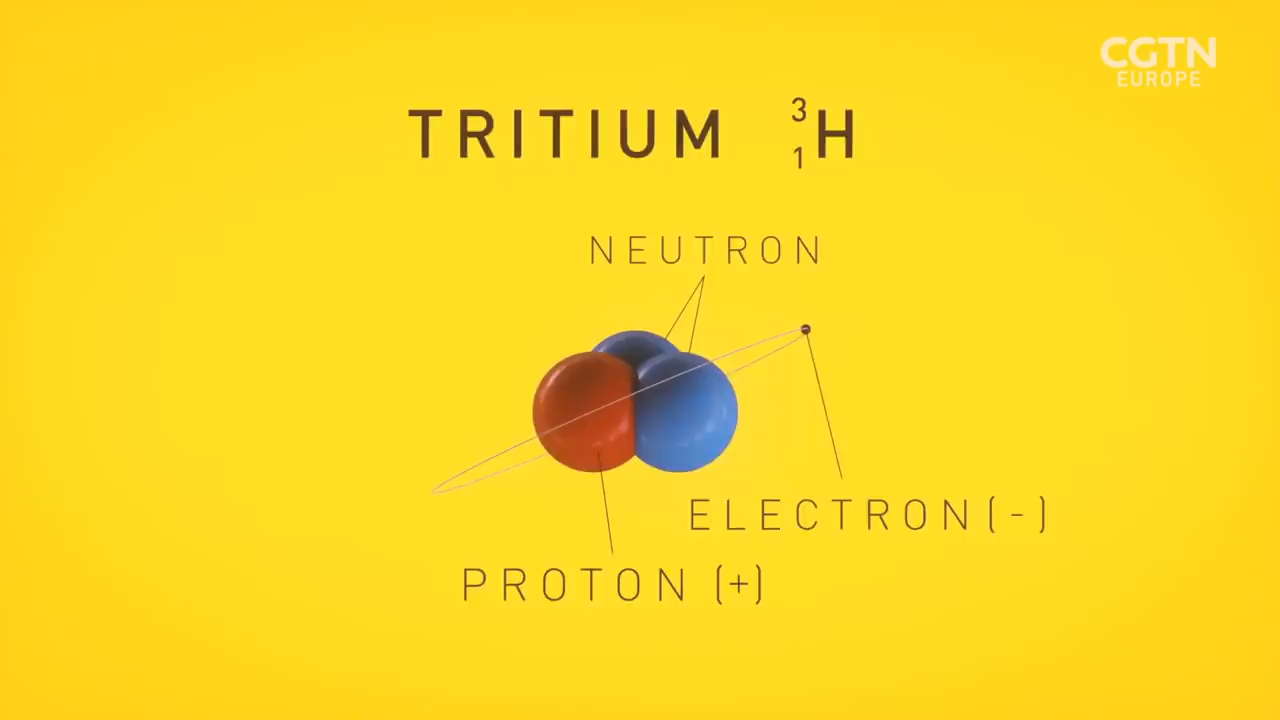 CGTN
EUROPE
TRITIUM ³₁H
NEUTRON
ELECTRON (-)
PROTON (+)